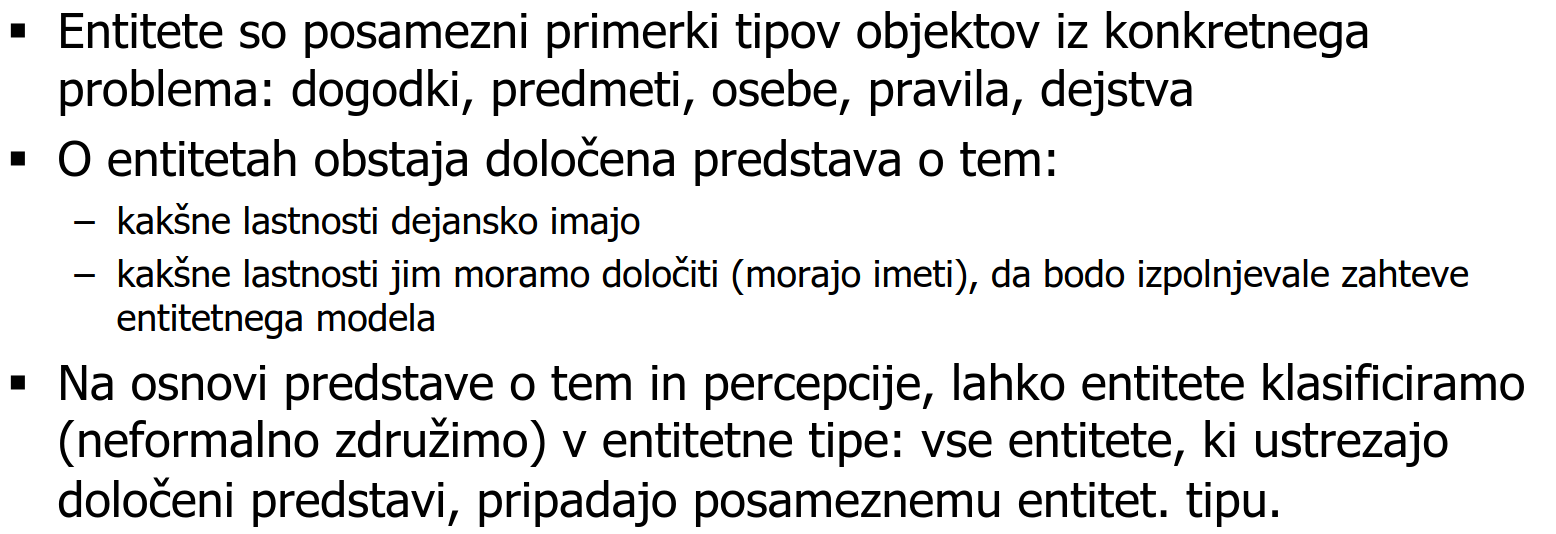 ▪ Entitete so posamezni primerki tipov objektov iz konkretnega
problema: dogodki, predmeti, osebe, pravila, dejstva
▪ O entitetah obstaja določena predstava o tem:
– kakšne lastnosti dejansko imajo
– kakšne lastnosti jim moramo določiti (morajo imeti), da bodo izpolnjevale zahteve
entitetnega modela
▪ Na osnovi predstave o tem in percepcije, lahko entitete klasificiramo
(neformalno združimo) v entitetne tipe: vse entitete, ki ustrezajo
določeni predstavi, pripadajo posameznemu entitet. tipu.